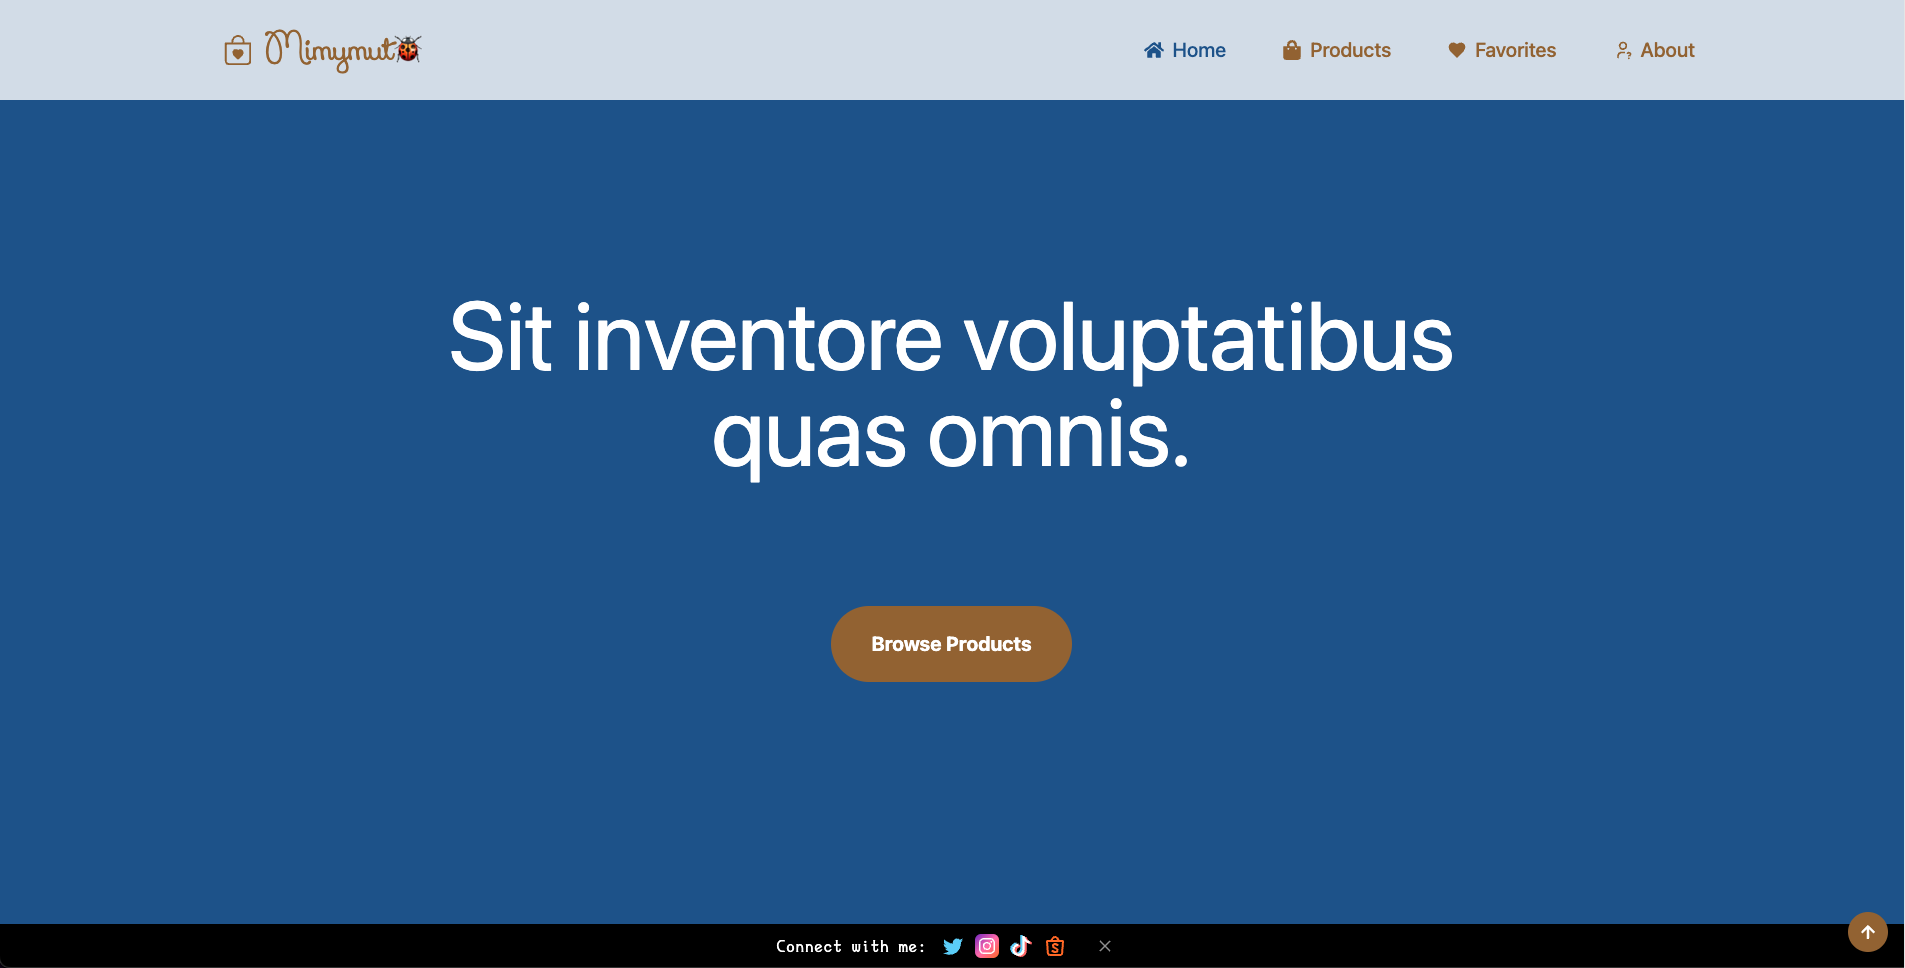 Mimymut
Home
Products
Favorites
About
Sit inventore voluptatibus
quas omnis.
Browse Products
Connect with me: